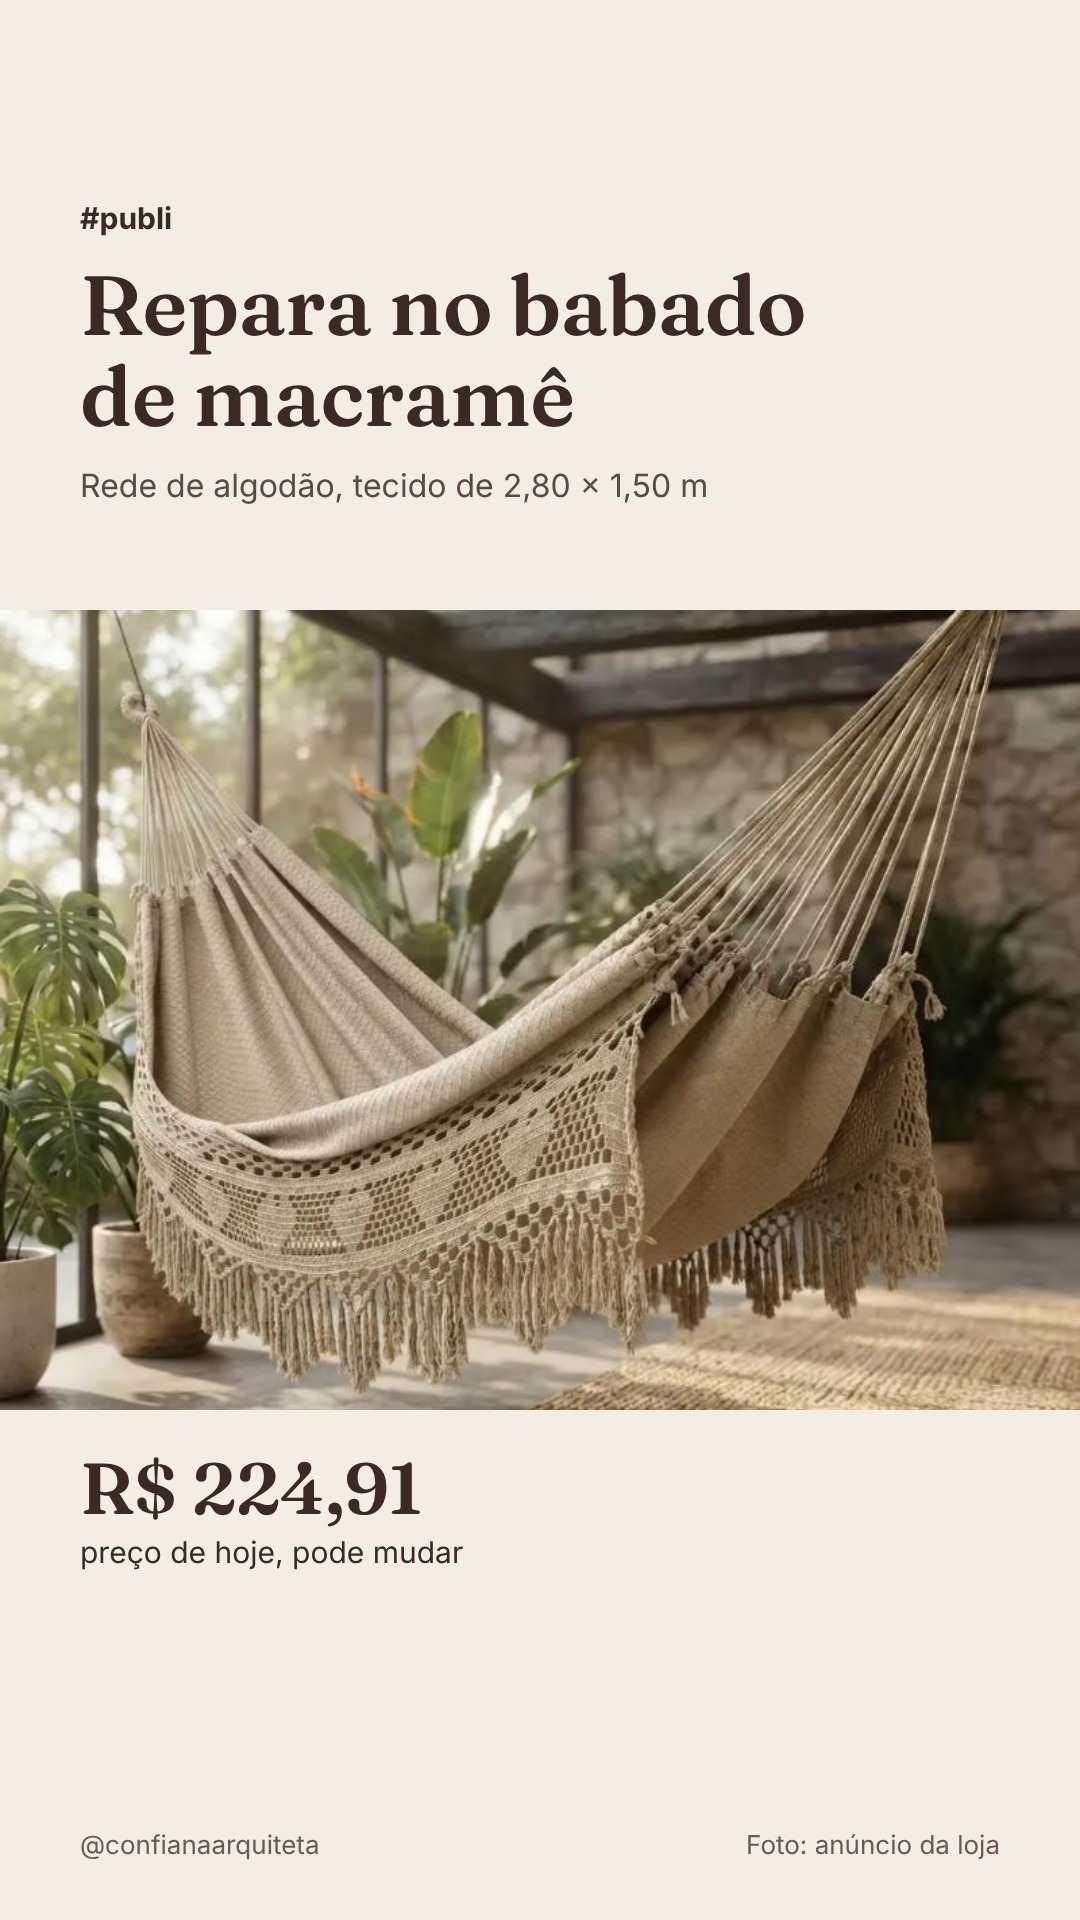 #publi
Repara no babado
de macramê
Rede de algodão, tecido de 2,80 × 1,50 m
R$ 224,91
preço de hoje, pode mudar
@confianaarquiteta
Foto: anúncio da loja